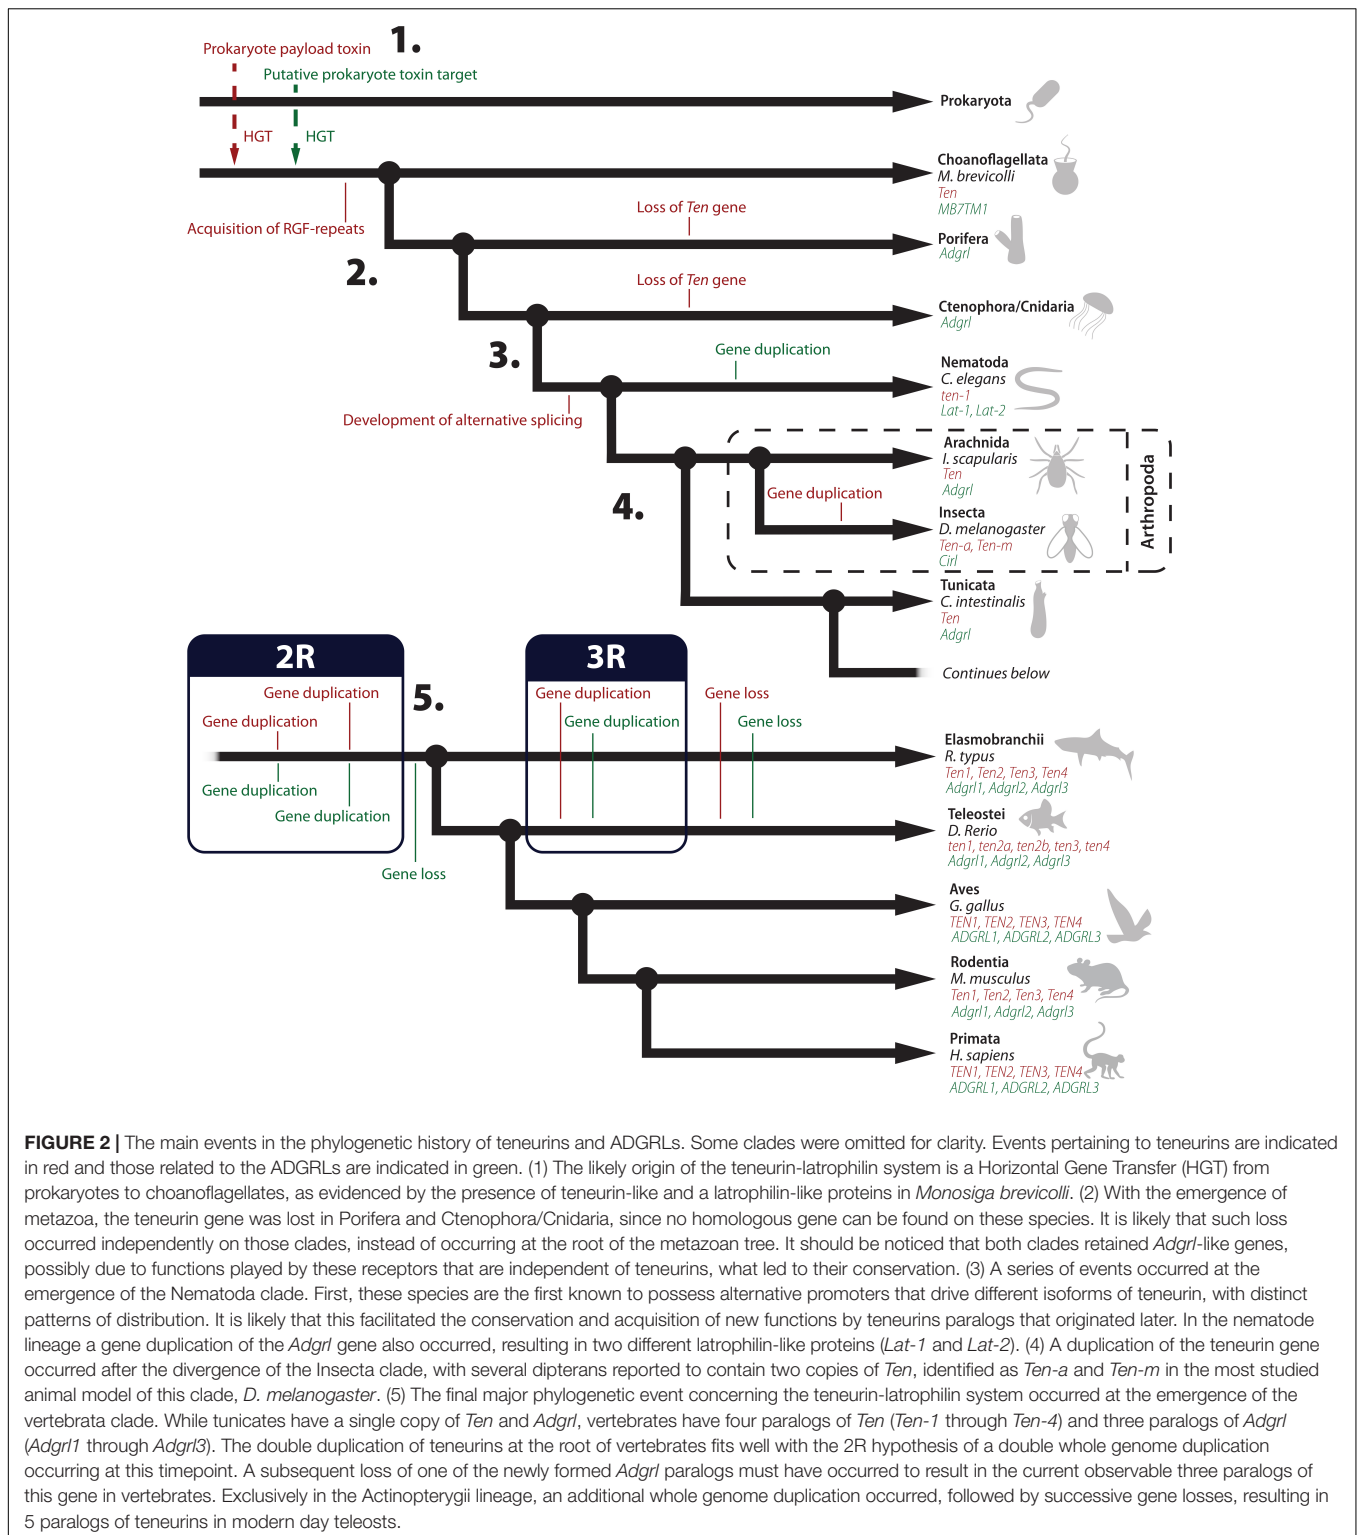 1.
Prokaryote payload toxin
Putative prokaryote toxin target
Prokaryota
HGT
HGT
Choanoflagellata
M. brevicolli
Ten
MB7TM1
Acquisition of RGF-repeats
Loss of Ten gene
Porifera
Adgrl
2.
Loss of Ten gene
Ctenophora/Cnidaria
Adgrl
3.
Gene duplication
Nematoda
C. elegans
ten-1
Lat-1, Lat-2
Development of alternative splicing
Arachnida
I. scapularis
Ten
Adgrl
Arthropoda
4.
Gene duplication
Insecta
D. melanogaster
Ten-a, Ten-m
Cirl
Tunicata
C. intestinalis
Ten
Adgrl
Continues below
2R
3R
5.
Gene duplication
Gene duplication
Gene duplication
Gene duplication
Gene duplication
Gene duplication
Gene loss
Gene loss
Gene loss
Elasmobranchii
R. typus
Ten1, Ten2, Ten3, Ten4
Adgrl1, Adgrl2, Adgrl3
Teleostei
D. Rerio
ten1, ten2a, ten2b, ten3, ten4
Adgrl1, Adgrl2, Adgrl3
Aves
G. gallus
TEN1, TEN2, TEN3, TEN4
ADGRL1, ADGRL2, ADGRL3
Rodentia
M. musculus
Ten1, Ten2, Ten3, Ten4
Adgrl1, Adgrl2, Adgrl3
Primata
H. sapiens
TEN1, TEN2, TEN3, TEN4
ADGRL1, ADGRL2, ADGRL3
FIGURE 2 | The main events in the phylogenetic history of teneurins and ADGRLs. Some clades were omitted for clarity. Events pertaining to teneurins are indicated
in red and those related to the ADGRLs are indicated in green. (1) The likely origin of the teneurin-latrophilin system is a Horizontal Gene Transfer (HGT) from
prokaryotes to choanoflagellates, as evidenced by the presence of teneurin-like and a latrophilin-like proteins in Monosiga brevicolli. (2) With the emergence of
metazoa, the teneurin gene was lost in Porifera and Ctenophora/Cnidaria, since no homologous gene can be found on these species. It is likely that such loss
occurred independently on those clades, instead of occurring at the root of the metazoan tree. It should be noticed that both clades retained Adgrl-like genes,
possibly due to functions played by these receptors that are independent of teneurins, what led to their conservation. (3) A series of events occurred at the
emergence of the Nematoda clade. First, these species are the first known to possess alternative promoters that drive different isoforms of teneurin, with distinct
patterns of distribution. It is likely that this facilitated the conservation and acquisition of new functions by teneurins paralogs that originated later. In the nematode
lineage a gene duplication of the Adgrl gene also occurred, resulting in two different latrophilin-like proteins (Lat-1 and Lat-2). (4) A duplication of the teneurin gene
occurred after the divergence of the Insecta clade, with several dipterans reported to contain two copies of Ten, identified as Ten-a and Ten-m in the most studied
animal model of this clade, D. melanogaster. (5) The final major phylogenetic event concerning the teneurin-latrophilin system occurred at the emergence of the
vertebrata clade. While tunicates have a single copy of Ten and Adgrl, vertebrates have four paralogs of Ten (Ten-1 through Ten-4) and three paralogs of Adgrl
(Adgrl1 through Adgrl3). The double duplication of teneurins at the root of vertebrates fits well with the 2R hypothesis of a double whole genome duplication
occurring at this timepoint. A subsequent loss of one of the newly formed Adgrl paralogs must have occurred to result in the current observable three paralogs of
this gene in vertebrates. Exclusively in the Actinopterygii lineage, an additional whole genome duplication occurred, followed by successive gene losses, resulting in
5 paralogs of teneurins in modern day teleosts.